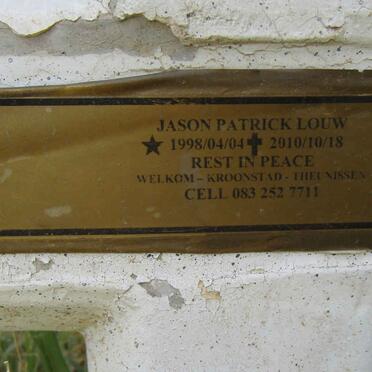 JASON PATRICK LOUW
★ 1998/04/04 ✝ 2010/10/18
REST IN PEACE
WELKOM – KROONSTAD - THEUNISSEN
CELL 083 252 7711